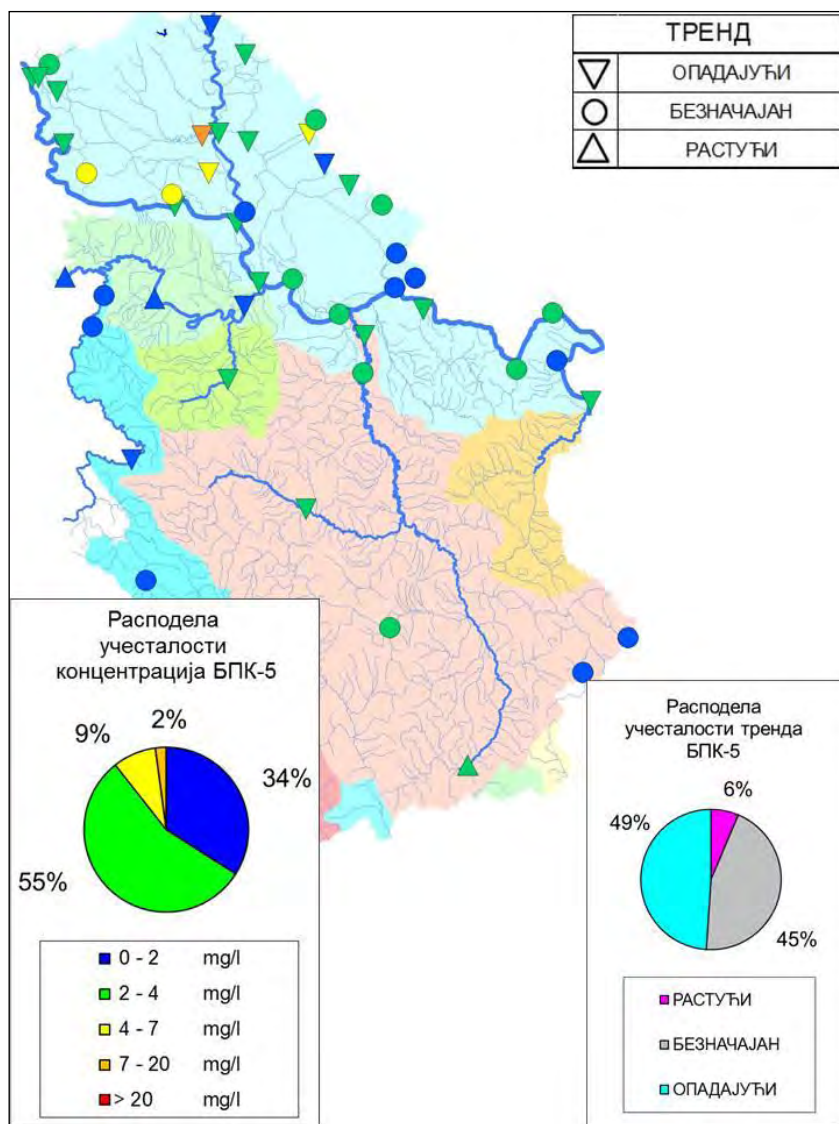 ТРЕНД
ОПАДАЈУЋИ
БЕЗНАЧАЈАН
РАСТУЋИ
Расподела
учесталости
концентрација БПК-5
9%
2%
34%
55%
0 - 2 mg/l
2 - 4 mg/l
4 - 7 mg/l
7 - 20 mg/l
> 20 mg/l
Расподела
учесталости тренда
БПК-5
6%
49%
45%
РАСТУЋИ
БЕЗНАЧАЈАН
ОПАДАЈУЋИ